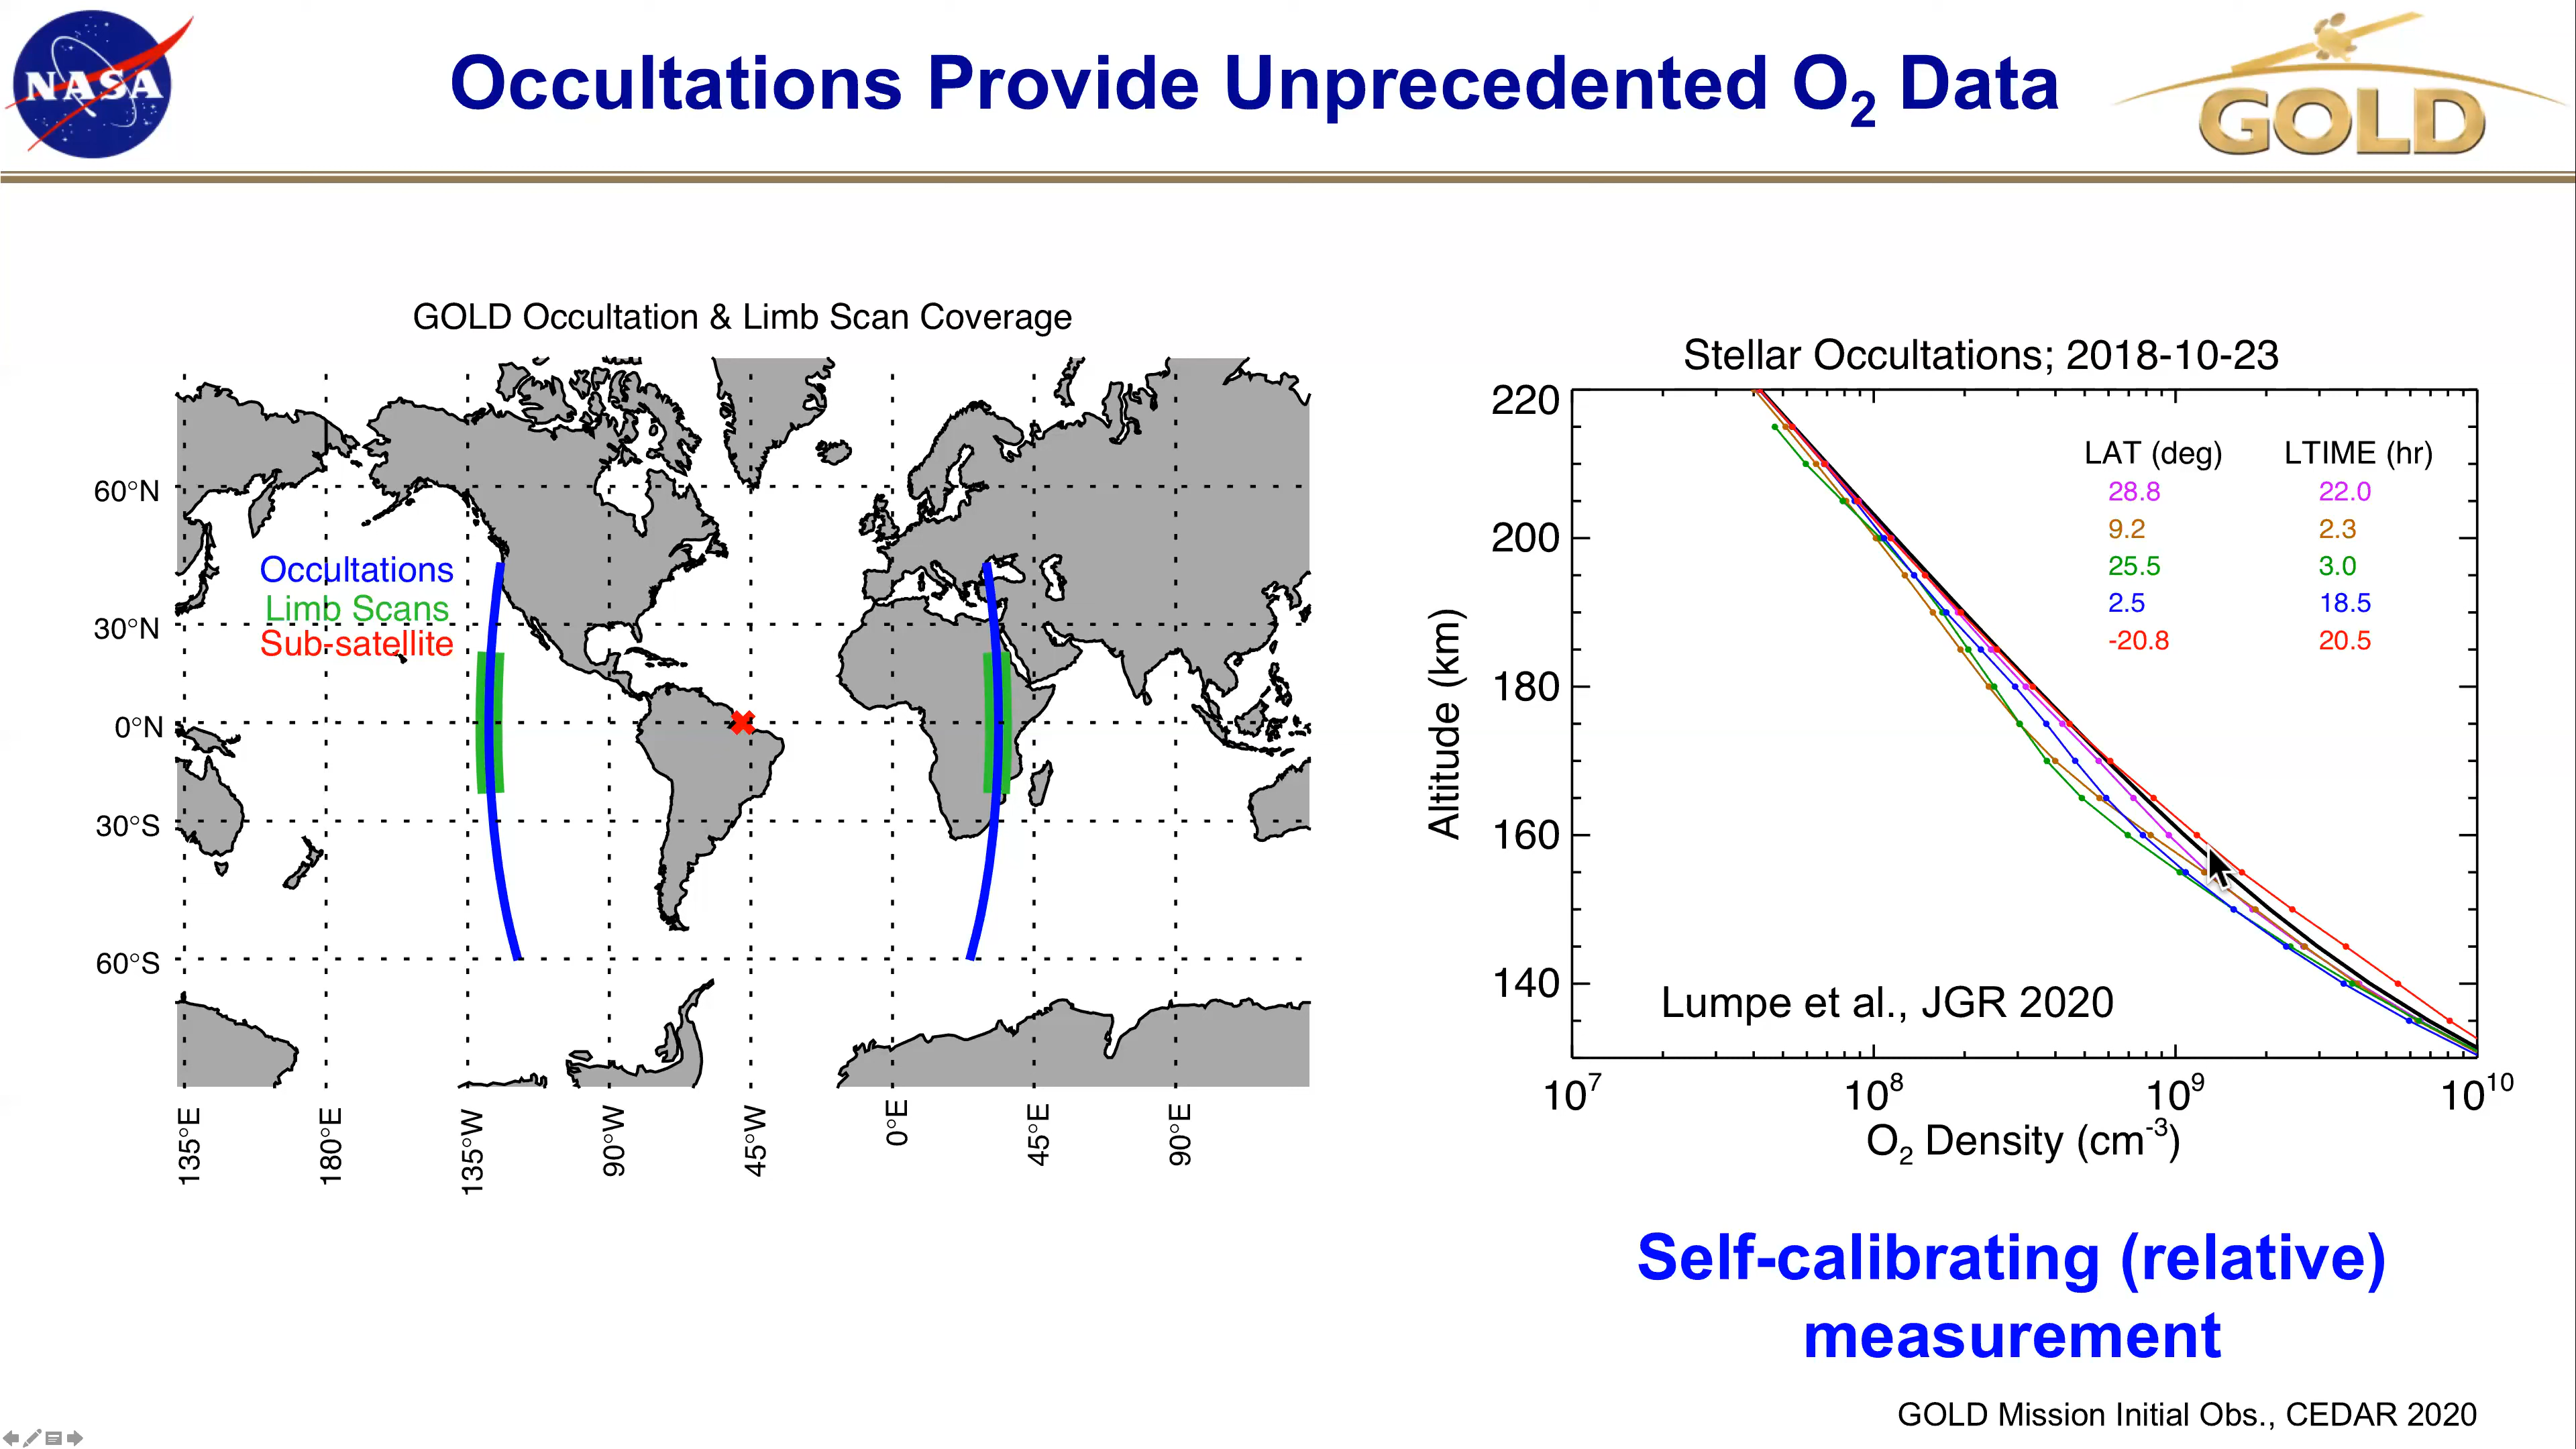 NASA
Occultations Provide Unprecedented O₂ Data
GOLD
GOLD Occultation & Limb Scan Coverage
60°N
30°N
0°N
30°S
60°S
Occultations
Limb Scans
Sub-satellite
135°E
180°E
135°W
90°W
45°W
0°E
45°E
90°E
Stellar Occultations; 2018-10-23
220
200
180
160
140
Altitude (km)
LAT (deg) LTIME (hr)
28.8 22.0
9.2 2.3
25.5 3.0
2.5 18.5
-20.8 20.5
Lumpe et al., JGR 2020
10⁷ 10⁸ 10⁹ 10¹⁰
O₂ Density (cm⁻³)
Self-calibrating (relative)
measurement
GOLD Mission Initial Obs., CEDAR 2020